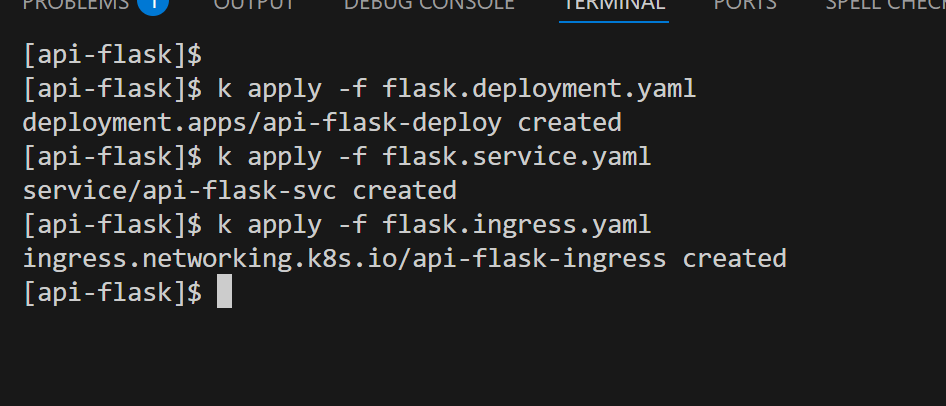 PROBLEMS 1 OUTPUT DEBUG CONSOLE TERMINAL PORTS SPELL CHEC
[api-flask]$
[api-flask]$ k apply -f flask.deployment.yaml
deployment.apps/api-flask-deploy created
[api-flask]$ k apply -f flask.service.yaml
service/api-flask-svc created
[api-flask]$ k apply -f flask.ingress.yaml
ingress.networking.k8s.io/api-flask-ingress created
[api-flask]$